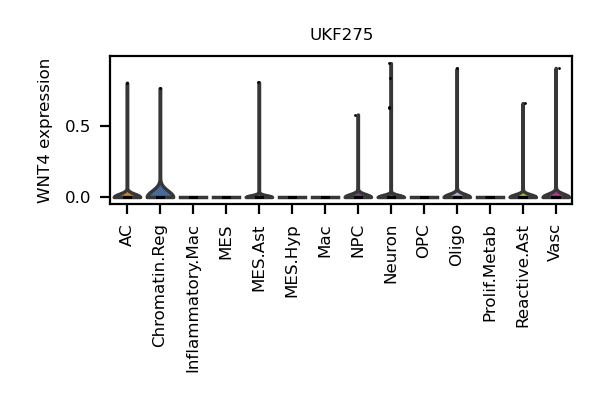 UKF275
WNT4 expression
0.5
0.0
AC
Chromatin.Reg
Inflammatory.Mac
MES
MES.Ast
MES.Hyp
Mac
NPC
Neuron
OPC
Oligo
Prolif.Metab
Reactive.Ast
Vasc